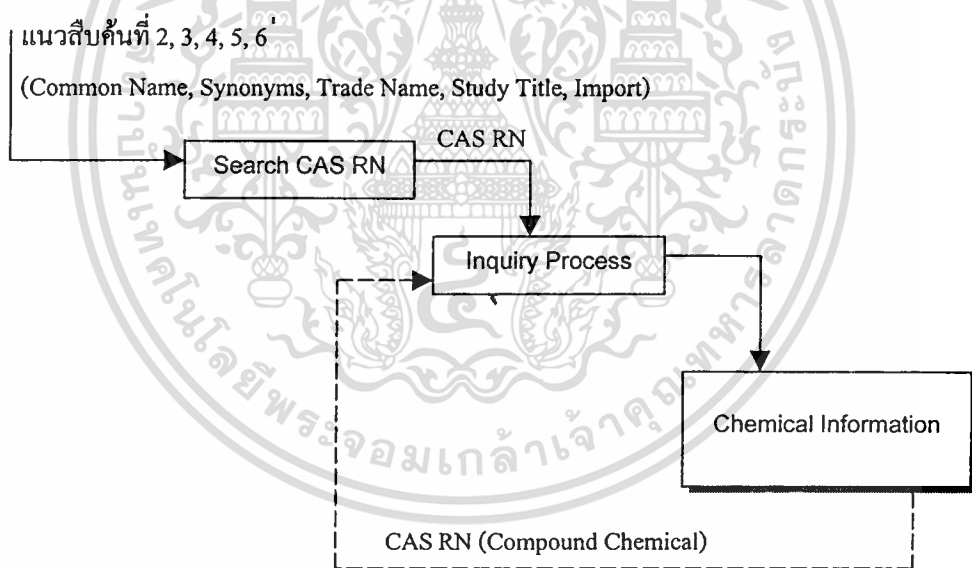 แนวสืบค้นที่ 2, 3, 4, 5, 6
(Common Name, Synonyms, Trade Name, Study Title, Import)
CAS RN
Search CAS RN
Inquiry Process
Chemical Information
CAS RN (Compound Chemical)